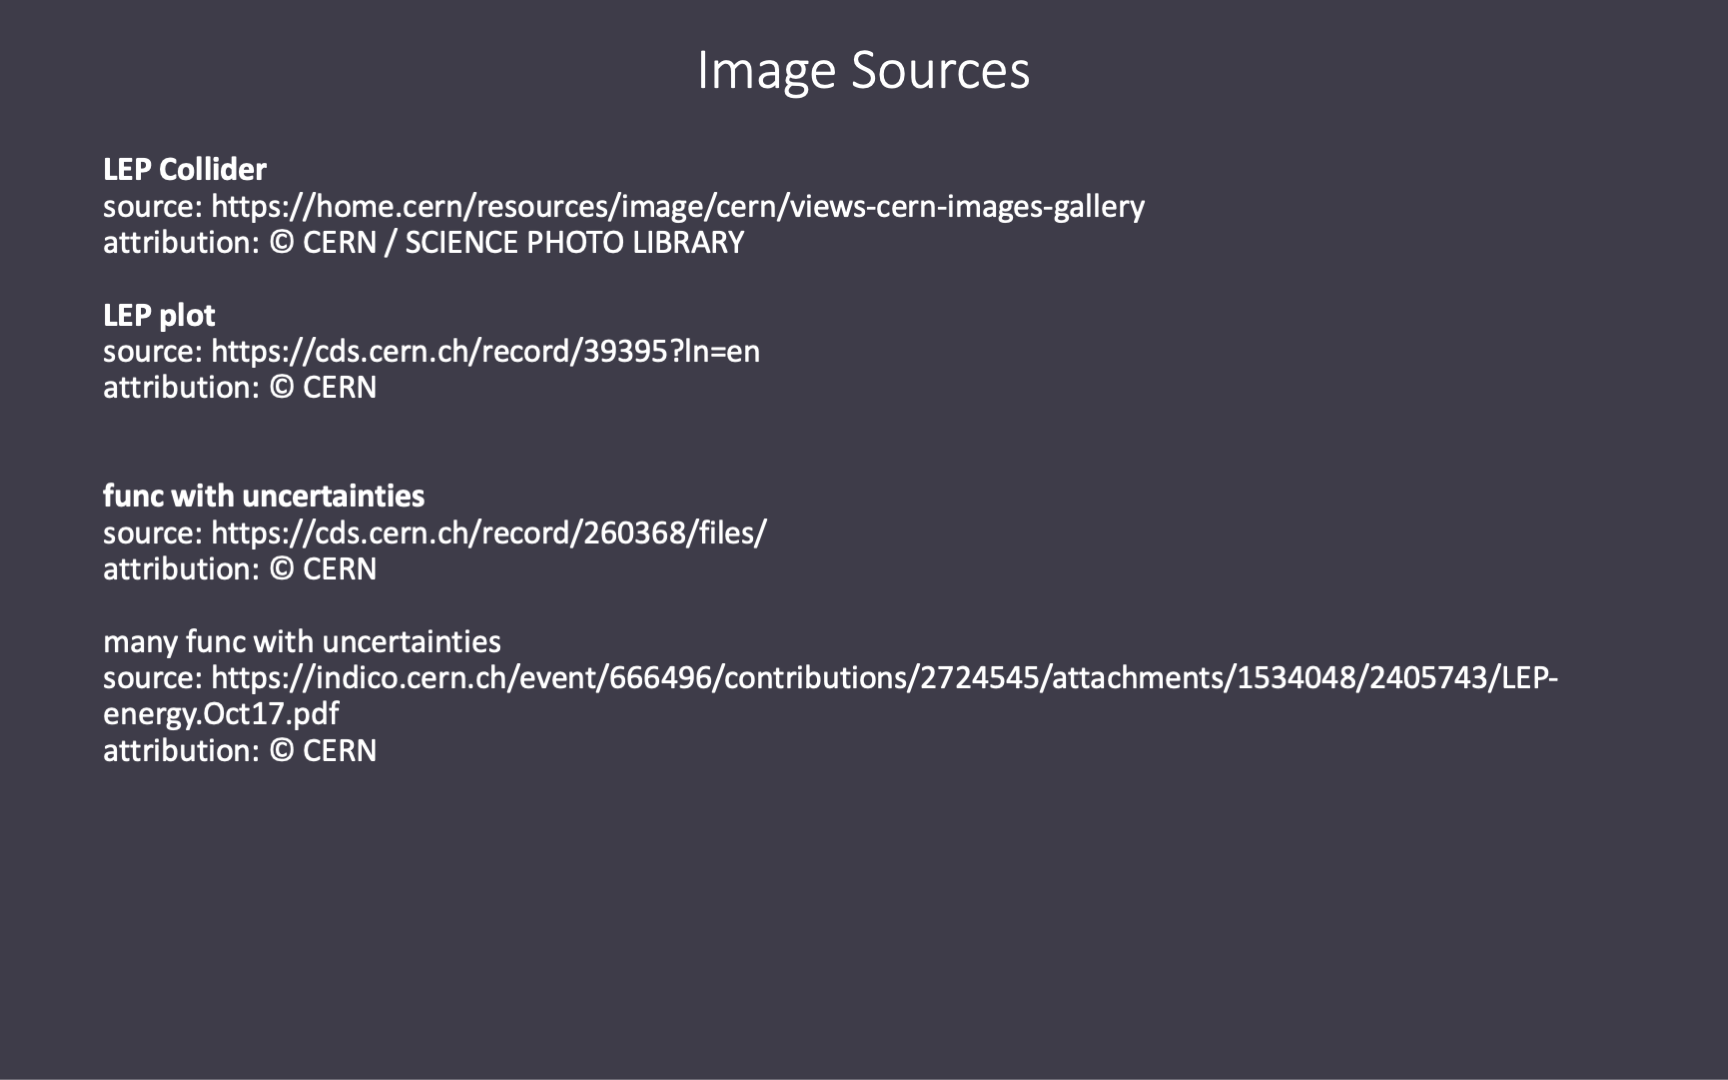 Image Sources
LEP Collider
source: https://home.cern/resources/image/cern/views-cern-images-gallery
attribution: © CERN / SCIENCE PHOTO LIBRARY
LEP plot
source: https://cds.cern.ch/record/39395?ln=en
attribution: © CERN
func with uncertainties
source: https://cds.cern.ch/record/260368/files/
attribution: © CERN
many func with uncertainties
source: https://indico.cern.ch/event/666496/contributions/2724545/attachments/1534048/2405743/LEP-
energy.Oct17.pdf
attribution: © CERN